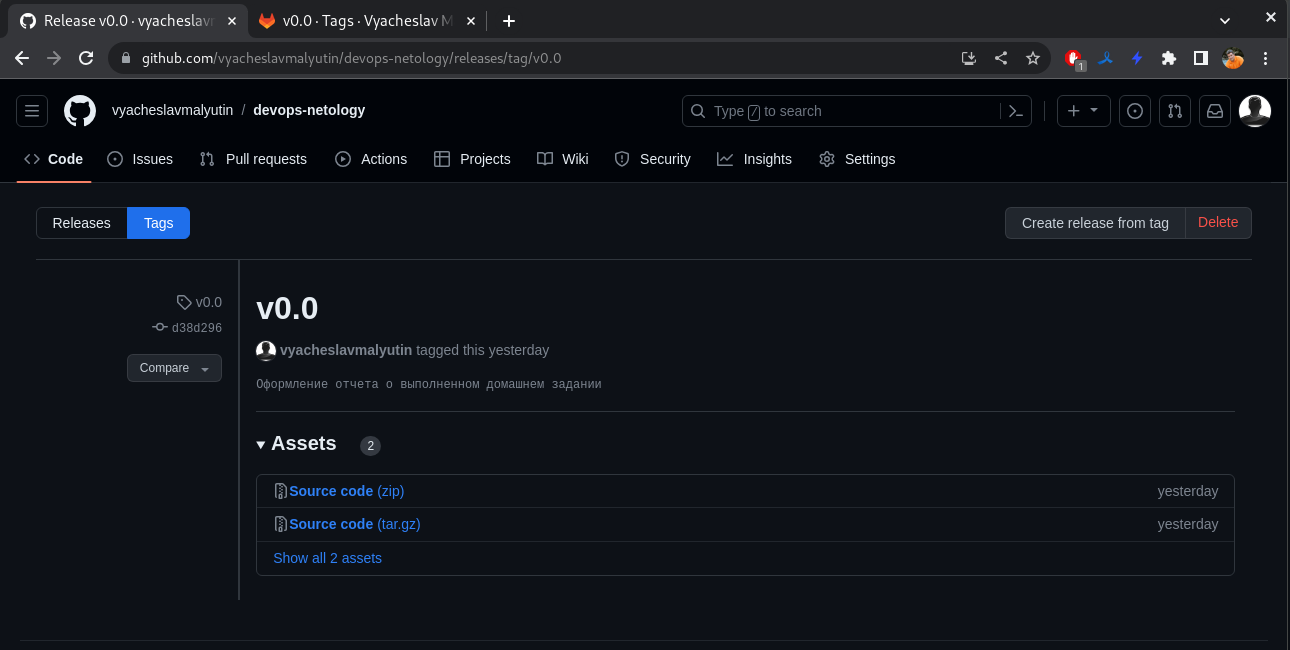 Release v0.0 · vyacheslavm
v0.0 · Tags · Vyacheslav M
github.com/vyacheslavmalyutin/devops-netology/releases/tag/v0.0
1
vyacheslavmalyutin / devops-netology
Type / to search
Code Issues Pull requests Actions Projects Wiki Security Insights Settings
Releases Tags
Create release from tag Delete
v0.0
d38d296
Compare
v0.0
vyacheslavmalyutin tagged this yesterday
Оформление отчета о выполненном домашнем задании
Assets 2
Source code (zip) yesterday
Source code (tar.gz) yesterday
Show all 2 assets